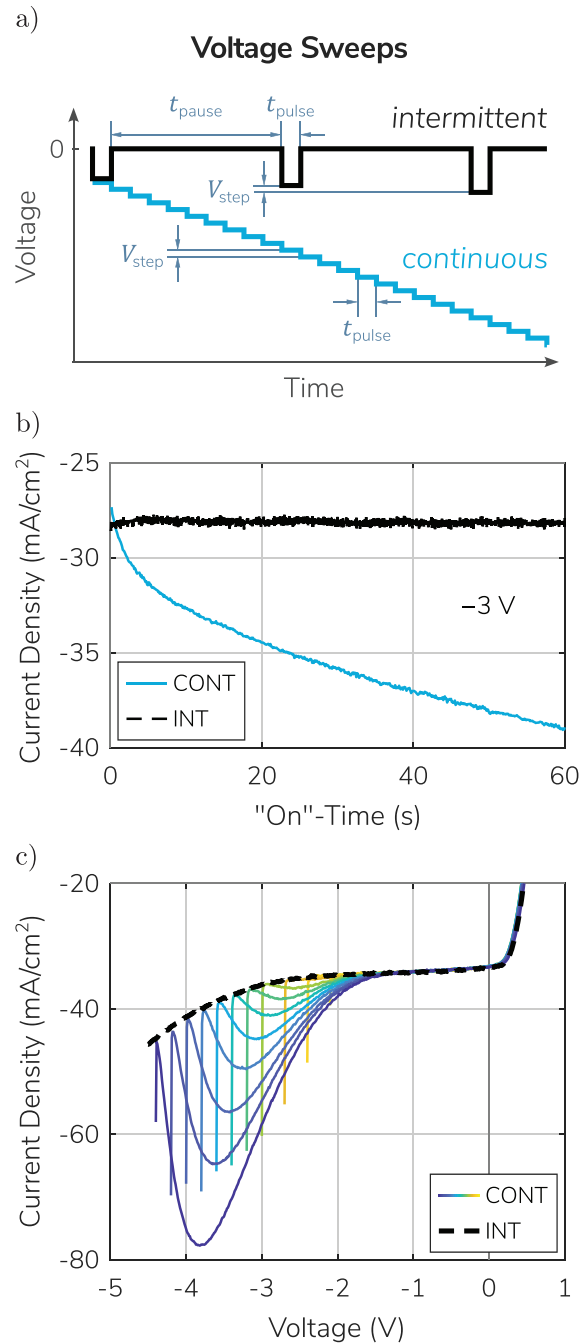 a)
Voltage Sweeps
t_pause
t_pulse
intermittent
0
V_step
V_step
continuous
t_pulse
Voltage
Time
b)
-25
-30
-35
-40
−3 V
CONT
INT
0
20
40
60
Current Density (mA/cm²)
"On"-Time (s)
c)
-20
-40
-60
-80
CONT
INT
-5
-4
-3
-2
-1
0
1
Current Density (mA/cm²)
Voltage (V)